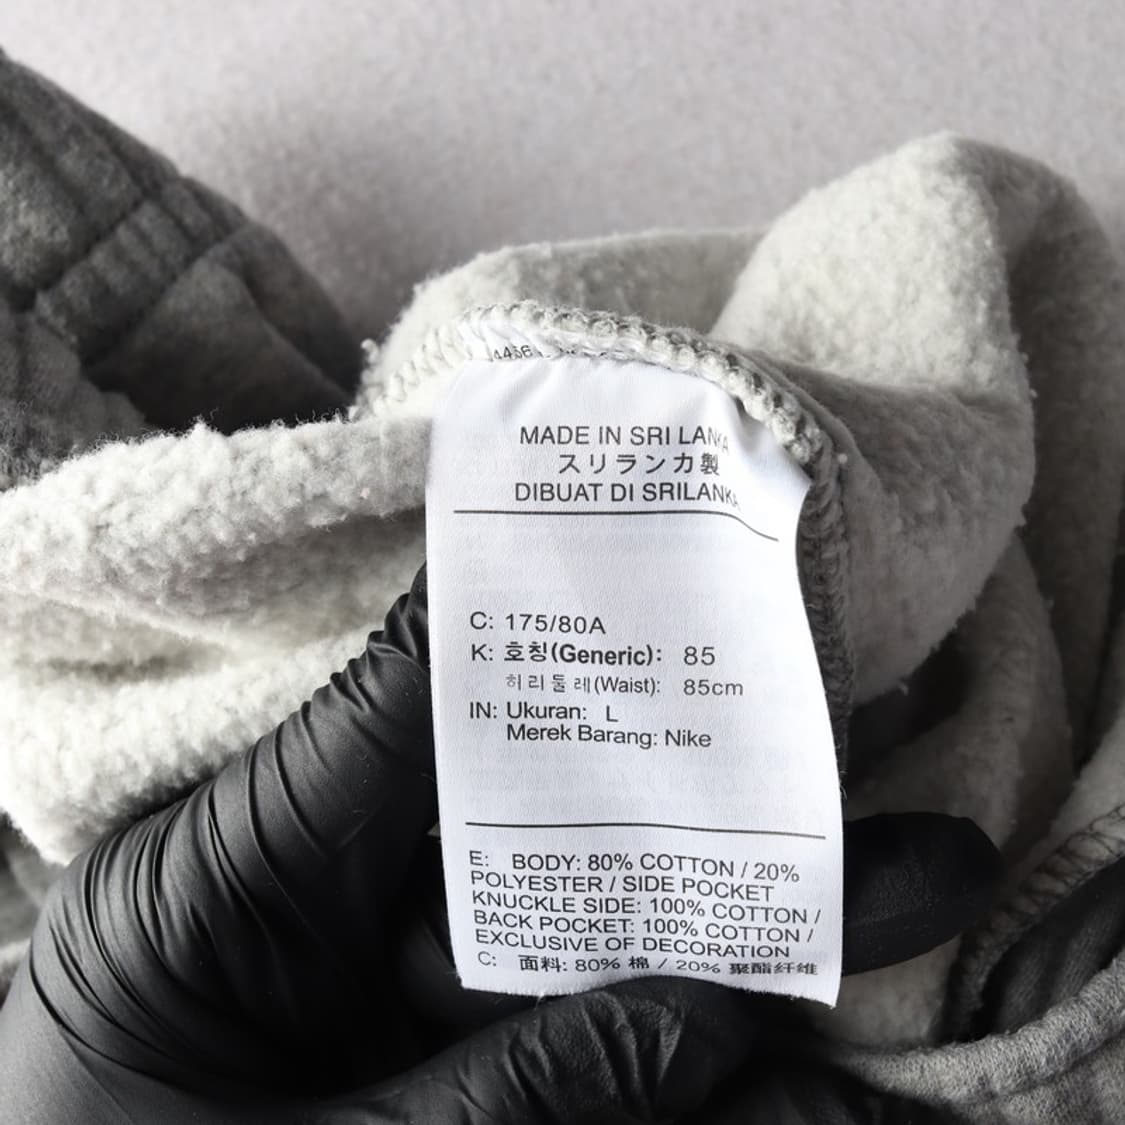 MADE IN SRI LANKA
スリランカ製
DIBUAT DI SRILANKA
C: 175/80A
K: 호칭(Generic): 85
허리둘레(Waist): 85cm
IN: Ukuran: L
Merek Barang: Nike
E: BODY: 80% COTTON / 20%
POLYESTER / SIDE POCKET
KNUCKLE SIDE: 100% COTTON /
BACK POCKET: 100% COTTON /
EXCLUSIVE OF DECORATION
C: 面料: 80% 棉 / 20% 聚酯纤维